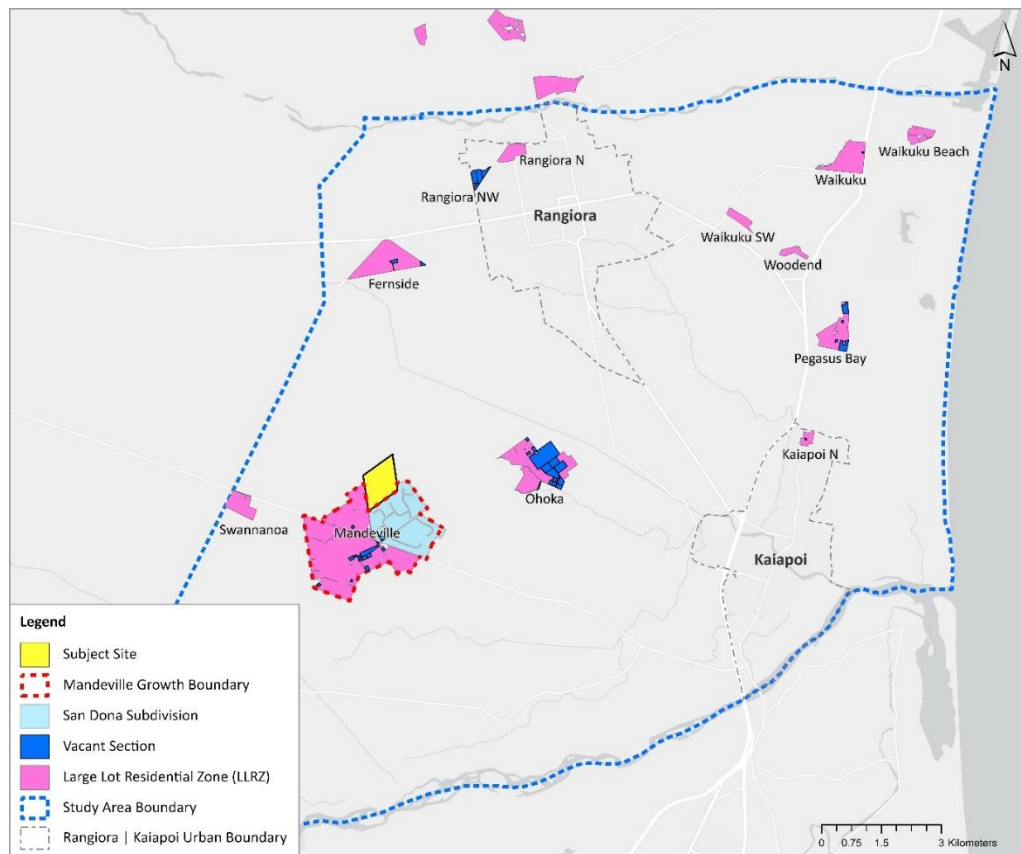 N
Waikuku Beach
Rangiora N
Waikuku
Rangiora NW
Rangiora
Waikuku SW
Woodend
Fernside
Pegasus Bay
Kaiapoi N
Ohoka
Swannanoa
Mandeville
Kaiapoi
Legend
Subject Site
Mandeville Growth Boundary
San Dona Subdivision
Vacant Section
Large Lot Residential Zone (LLRZ)
Study Area Boundary
Rangiora | Kaiapoi Urban Boundary
0 0.75 1.5 3 Kilometers